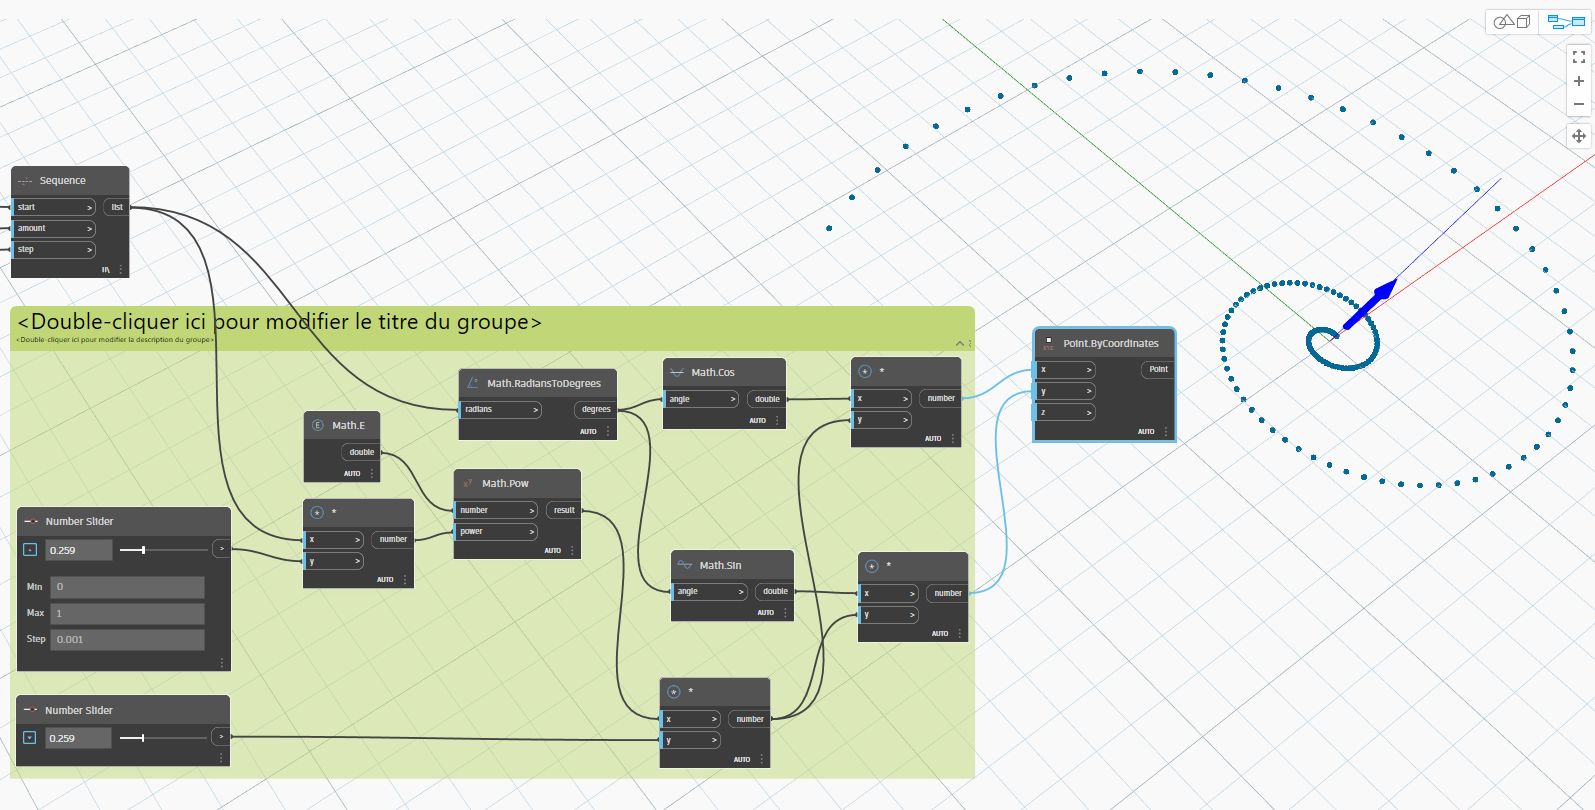 Sequence
start >
list
amount >
step >
<Double-cliquer ici pour modifier le titre du groupe>
<Double-cliquer ici pour modifier la description du groupe>
Math.RadiansToDegrees
radians >
degrees
AUTO
Math.Cos
angle >
double
AUTO
*
x >
number
y >
AUTO
Point.ByCoordinates
x >
Point
y >
z >
AUTO
E Math.E
double
AUTO
Math.Pow
number >
result
power >
AUTO
*
x >
number
y >
AUTO
Number Slider
0.259
>
Min 0
Max 1
Step 0.001
Math.Sin
angle >
double
AUTO
*
x >
number
y >
AUTO
Number Slider
0.259
>
*
x >
number
y >
AUTO